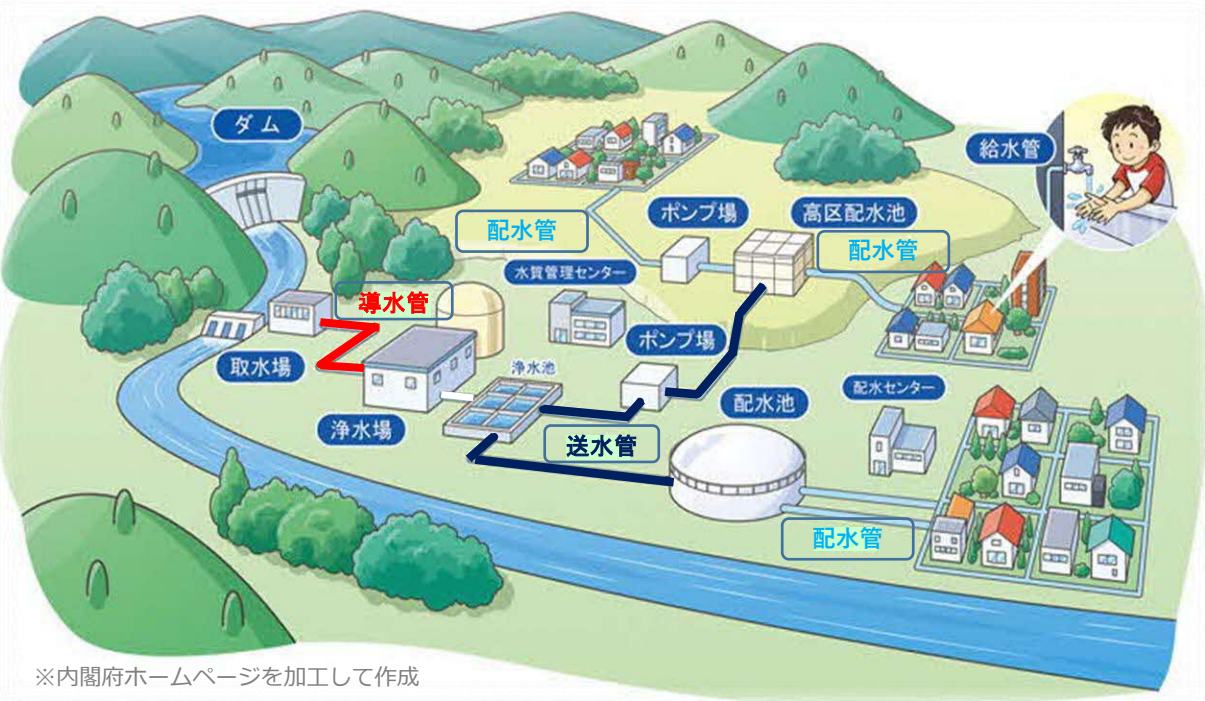 ダム
給水管
ポンプ場
高区配水池
配水管
配水管
水質管理センター
導水管
ポンプ場
取水場
浄水池
配水センター
配水池
浄水場
送水管
配水管
※内閣府ホームページを加工して作成